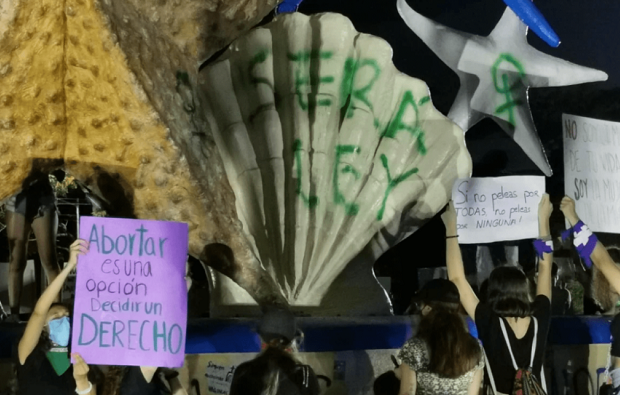 SERÁ
LEY
Abortar
es una
opción
Decidir un
DERECHO
Si no peleas por
TODAS no peleas
por NINGUNA!
NO
ME
SOY